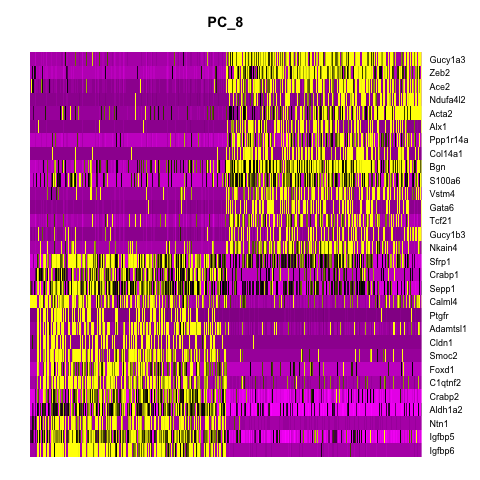 PC_8
Gucy1a3
Zeb2
Ace2
Ndufa4l2
Acta2
Alx1
Ppp1r14a
Col14a1
Bgn
S100a6
Vstm4
Gata6
Tcf21
Gucy1b3
Nkain4
Sfrp1
Crabp1
Sepp1
Calml4
Ptgfr
Adamtsl1
Cldn1
Smoc2
Foxd1
C1qtnf2
Crabp2
Aldh1a2
Ntn1
Igfbp5
Igfbp6